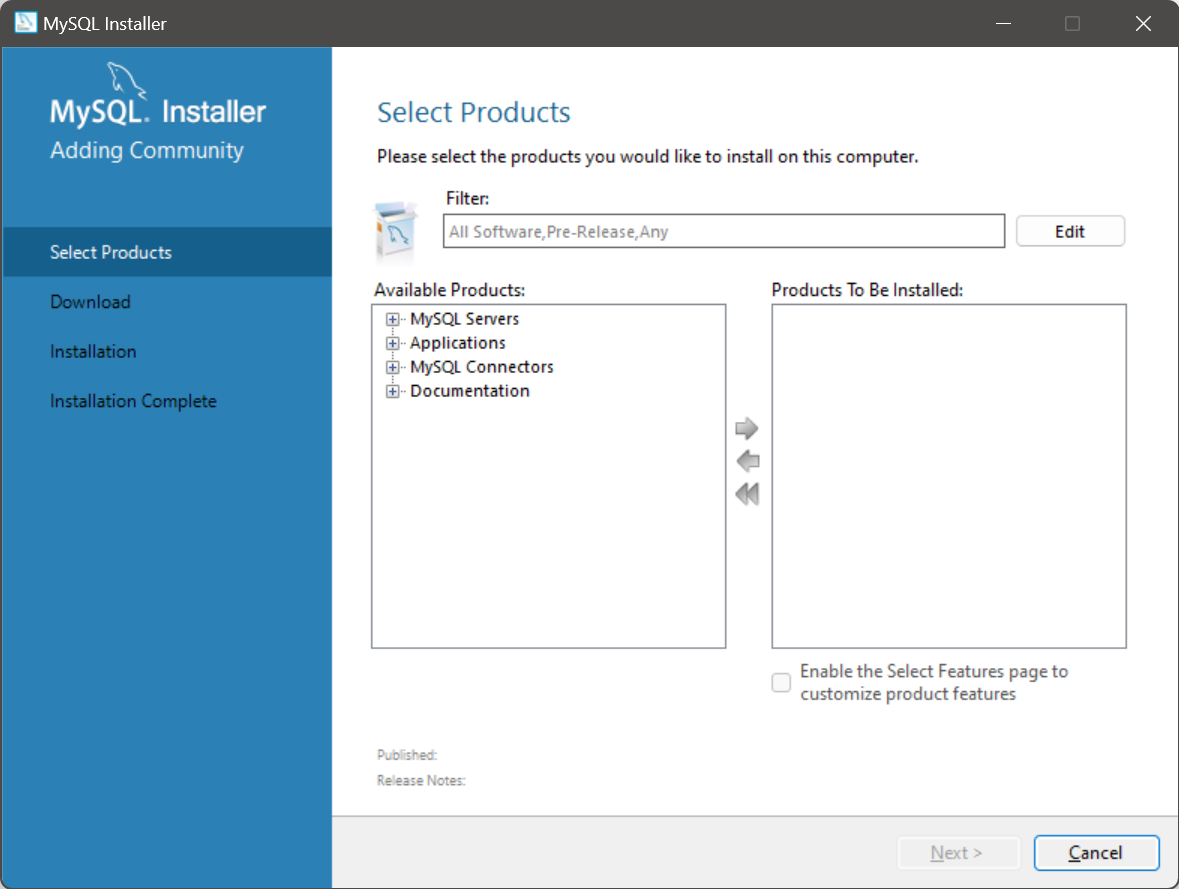 MySQL Installer
MySQL. Installer
Adding Community
Select Products
Download
Installation
Installation Complete
Select Products
Please select the products you would like to install on this computer.
Filter:
All Software,Pre-Release,Any
Edit
Available Products:
MySQL Servers
Applications
MySQL Connectors
Documentation
Products To Be Installed:
Enable the Select Features page to
customize product features
Published:
Release Notes:
Next >
Cancel